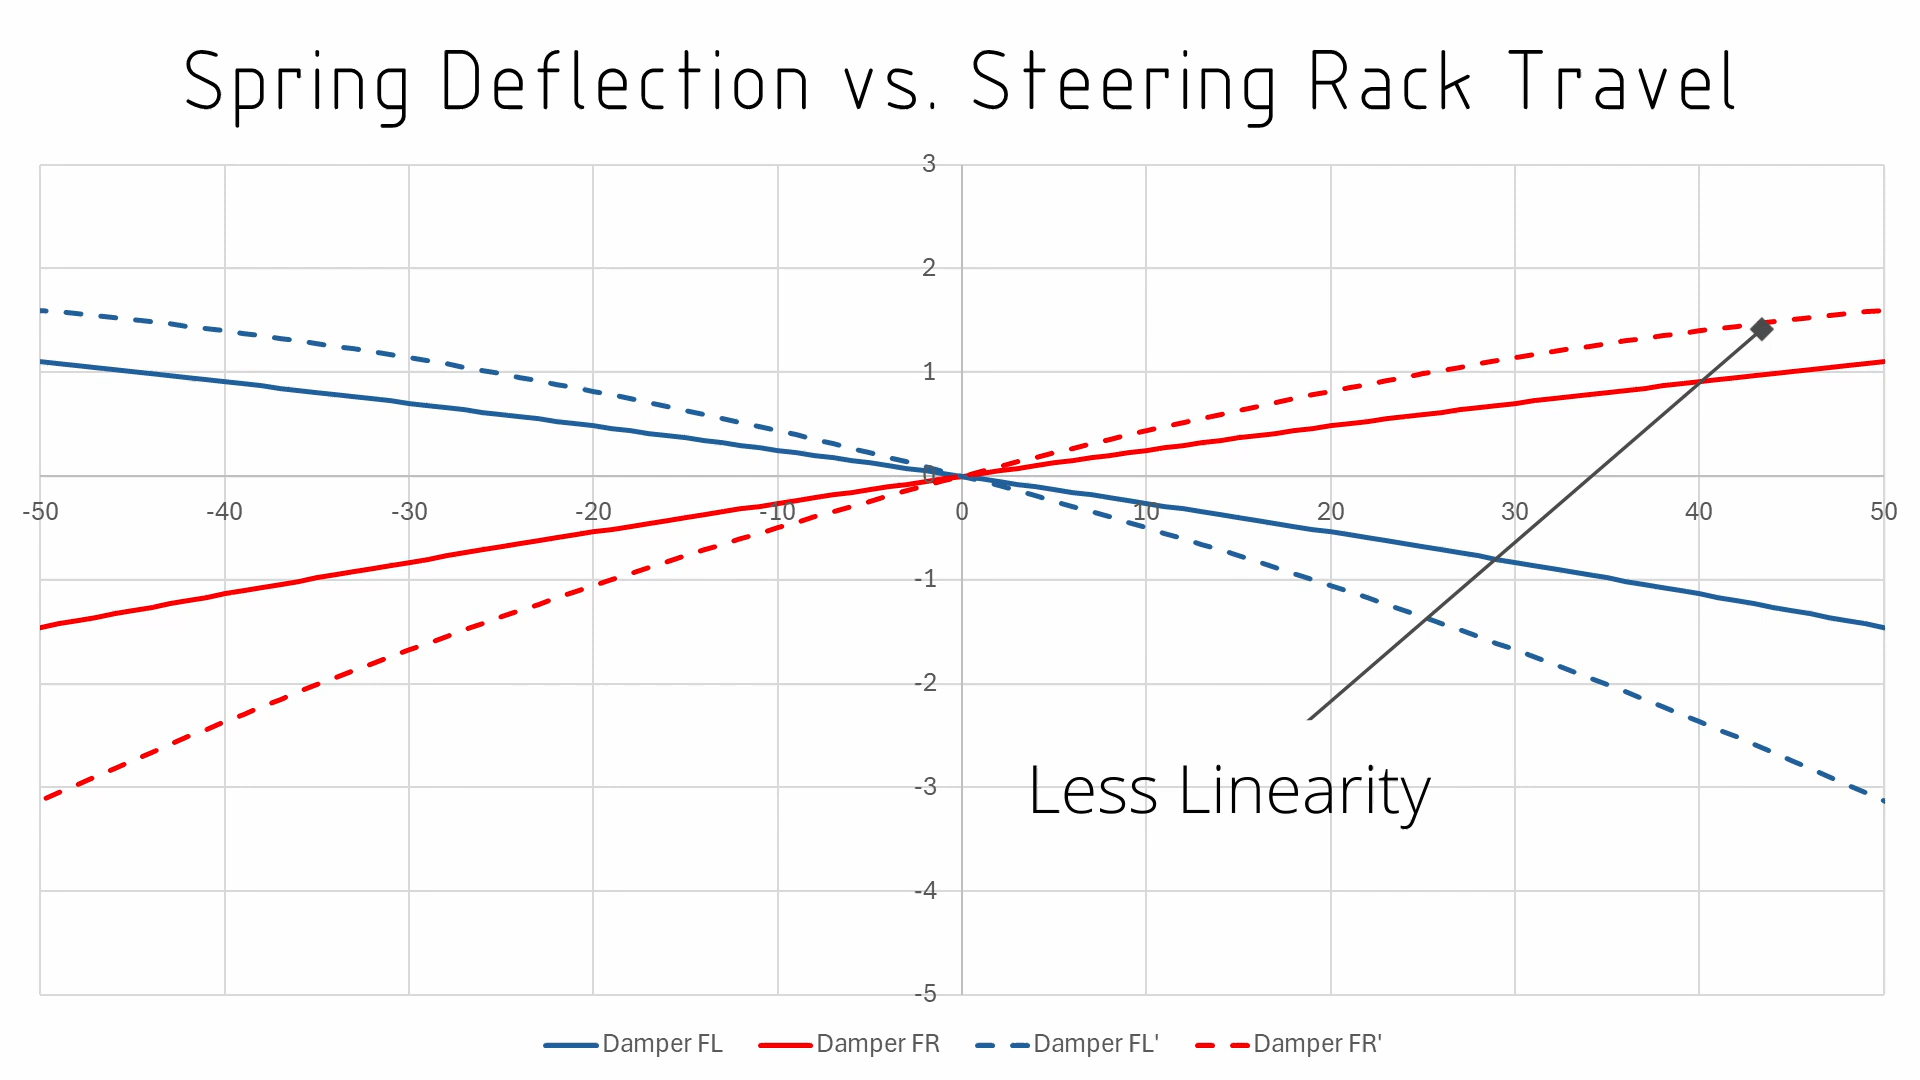 Spring Deflection vs. Steering Rack Travel
3
2
1
0
-50 -40 -30 -20 -10 0 10 20 30 40 50
-1
-2
-3
Less Linearity
-4
-5
Damper FL Damper FR Damper FL' Damper FR'